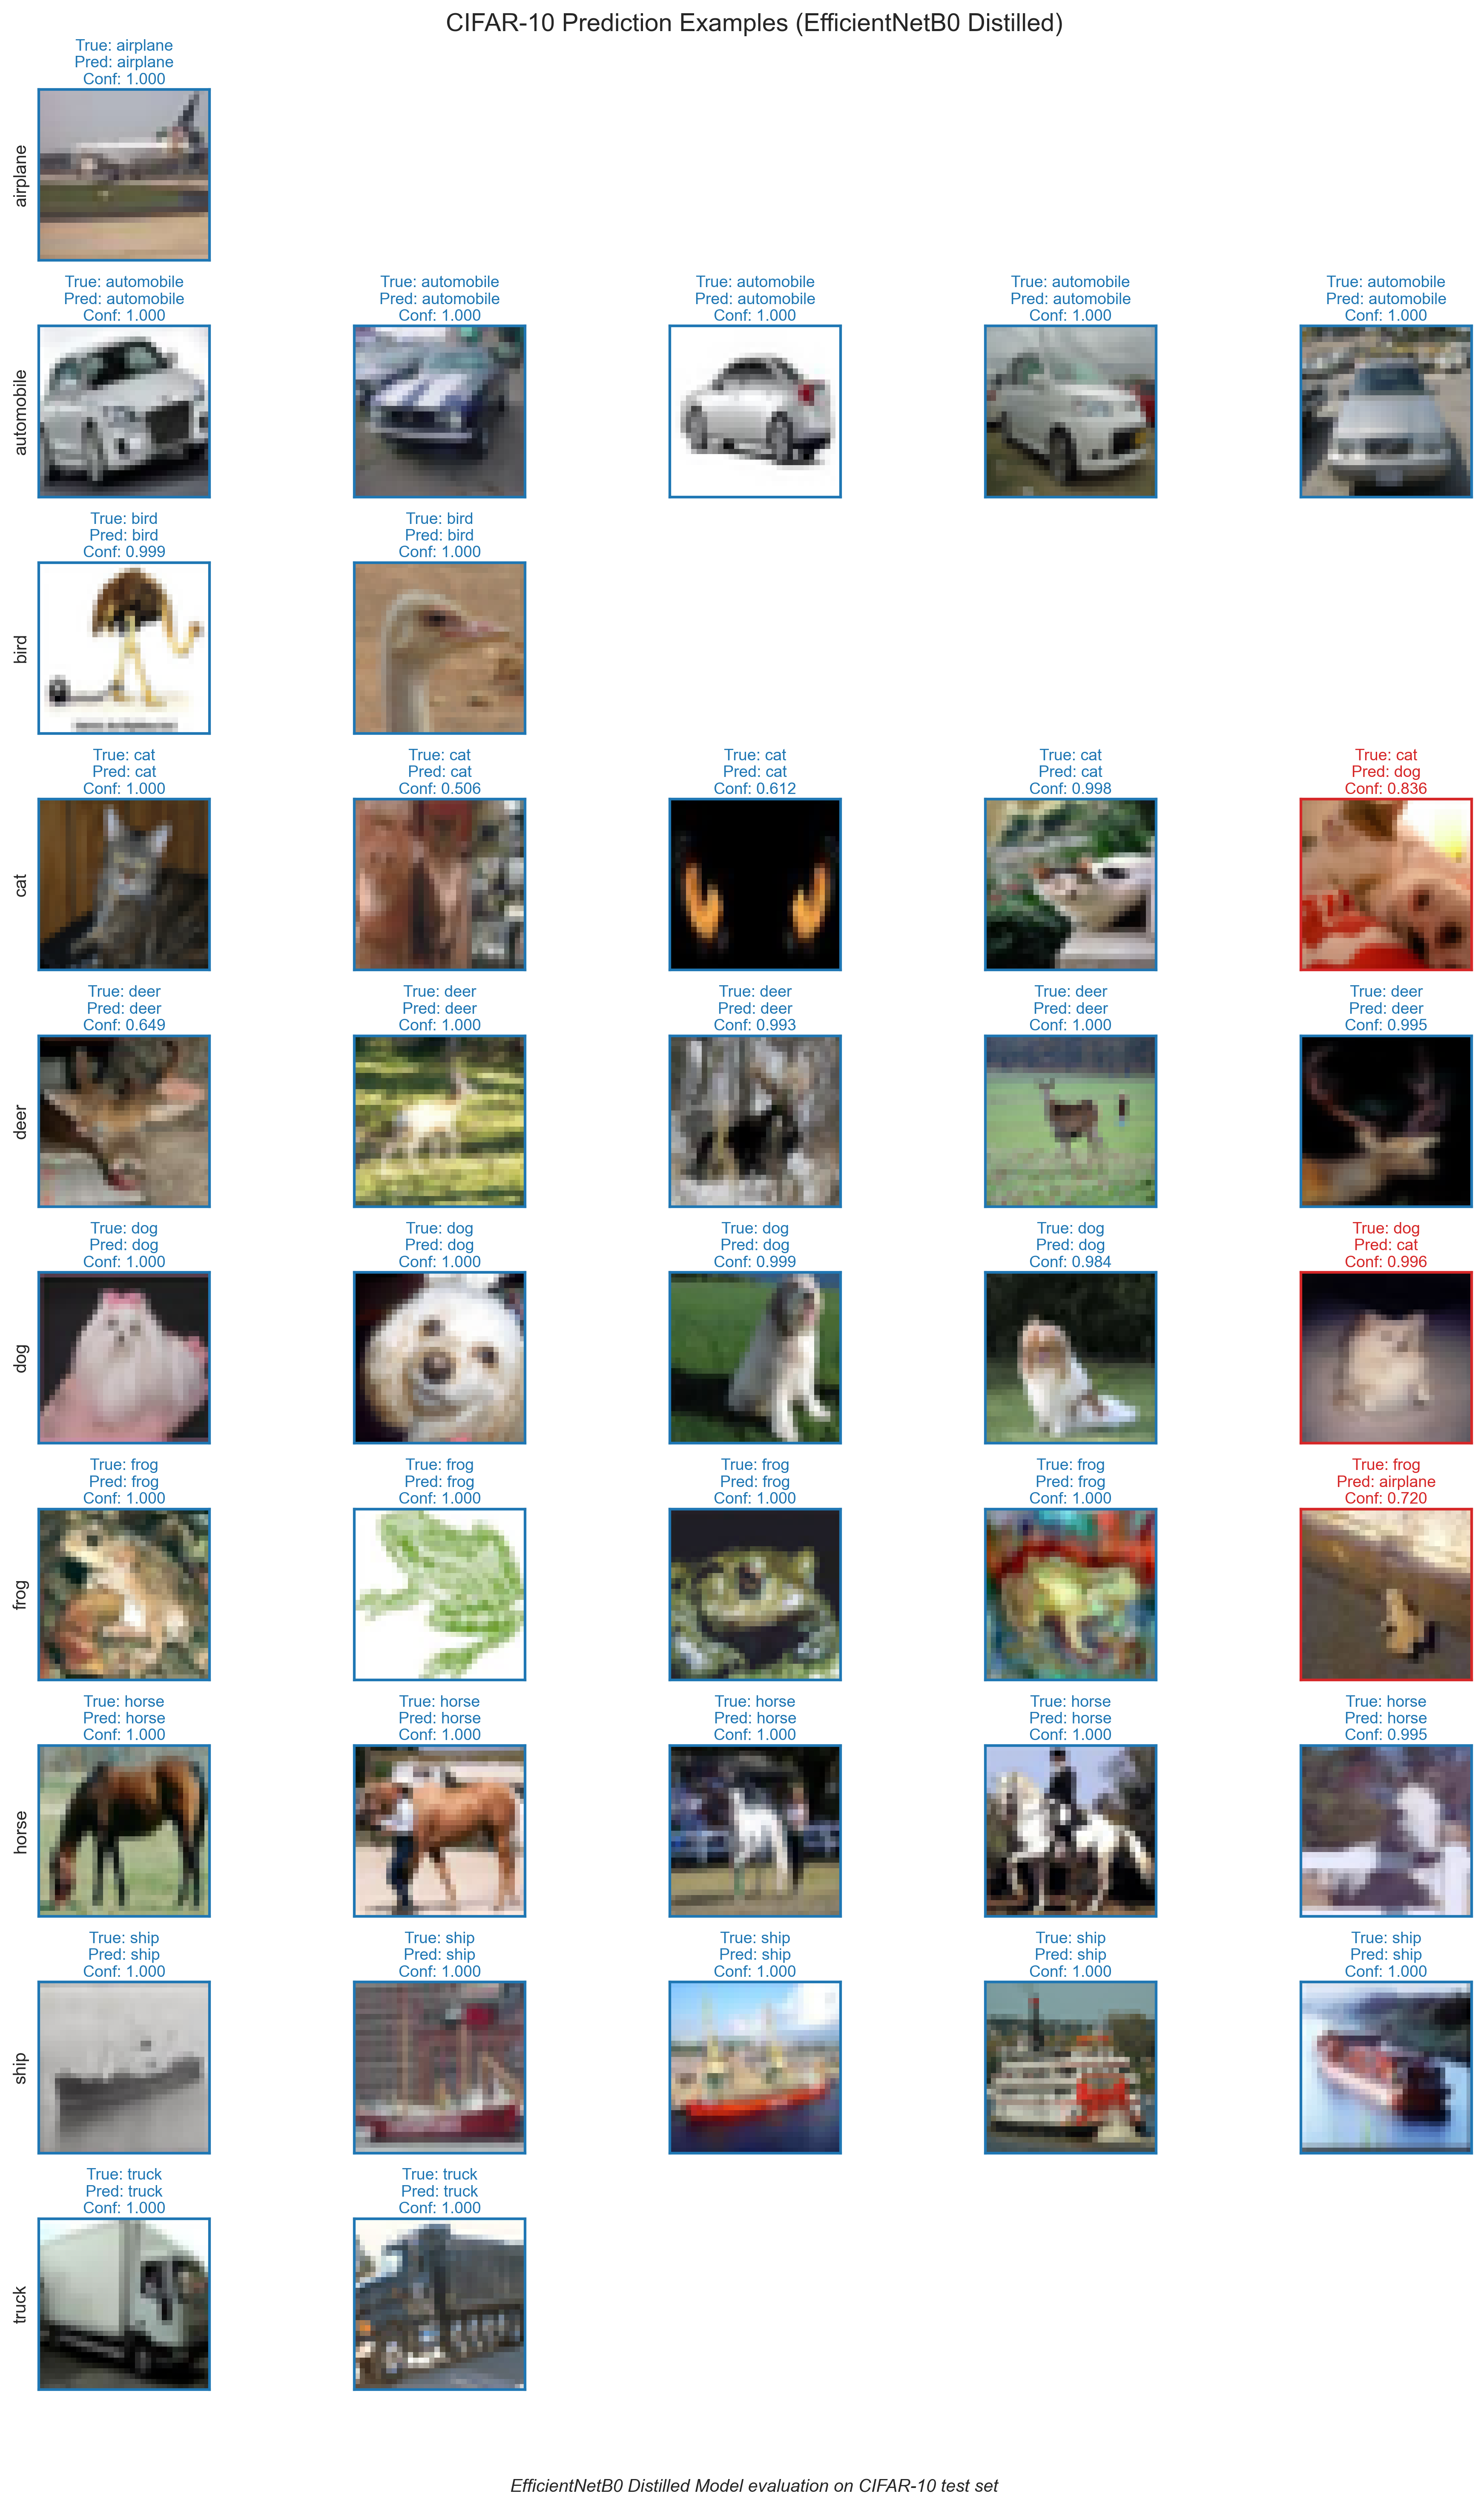 CIFAR-10 Prediction Examples (EfficientNetB0 Distilled)
True: airplane
Pred: airplane
Conf: 1.000
airplane
True: automobile
Pred: automobile
Conf: 1.000
True: automobile
Pred: automobile
Conf: 1.000
True: automobile
Pred: automobile
Conf: 1.000
True: automobile
Pred: automobile
Conf: 1.000
True: automobile
Pred: automobile
Conf: 1.000
automobile
True: bird
Pred: bird
Conf: 0.999
True: bird
Pred: bird
Conf: 1.000
bird
True: cat
Pred: cat
Conf: 1.000
True: cat
Pred: cat
Conf: 0.506
True: cat
Pred: cat
Conf: 0.612
True: cat
Pred: cat
Conf: 0.998
True: cat
Pred: dog
Conf: 0.836
cat
True: deer
Pred: deer
Conf: 0.649
True: deer
Pred: deer
Conf: 1.000
True: deer
Pred: deer
Conf: 0.993
True: deer
Pred: deer
Conf: 1.000
True: deer
Pred: deer
Conf: 0.995
deer
True: dog
Pred: dog
Conf: 1.000
True: dog
Pred: dog
Conf: 1.000
True: dog
Pred: dog
Conf: 0.999
True: dog
Pred: dog
Conf: 0.984
True: dog
Pred: cat
Conf: 0.996
dog
True: frog
Pred: frog
Conf: 1.000
True: frog
Pred: frog
Conf: 1.000
True: frog
Pred: frog
Conf: 1.000
True: frog
Pred: frog
Conf: 1.000
True: frog
Pred: airplane
Conf: 0.720
frog
True: horse
Pred: horse
Conf: 1.000
True: horse
Pred: horse
Conf: 1.000
True: horse
Pred: horse
Conf: 1.000
True: horse
Pred: horse
Conf: 1.000
True: horse
Pred: horse
Conf: 0.995
horse
True: ship
Pred: ship
Conf: 1.000
True: ship
Pred: ship
Conf: 1.000
True: ship
Pred: ship
Conf: 1.000
True: ship
Pred: ship
Conf: 1.000
True: ship
Pred: ship
Conf: 1.000
ship
True: truck
Pred: truck
Conf: 1.000
True: truck
Pred: truck
Conf: 1.000
truck
EfficientNetB0 Distilled Model evaluation on CIFAR-10 test set